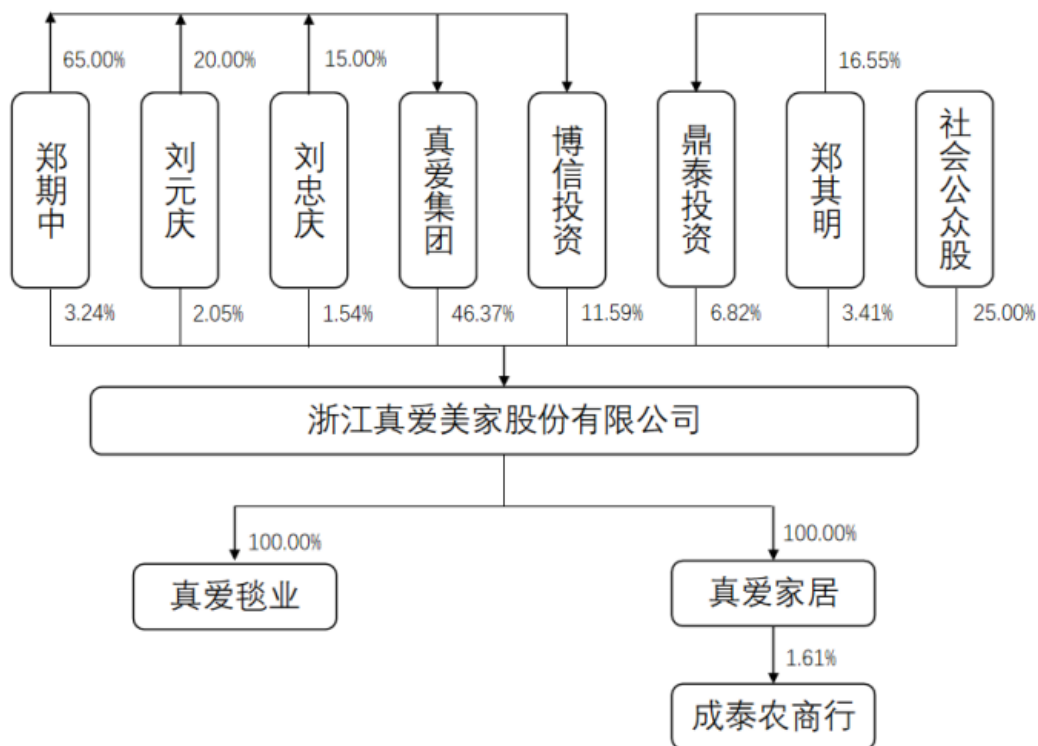 65.00%
20.00%
15.00%
16.55%
郑期中
刘元庆
刘忠庆
真爱集团
博信投资
鼎泰投资
郑其明
社会公众股
3.24%
2.05%
1.54%
46.37%
11.59%
6.82%
3.41%
25.00%
浙江真爱美家股份有限公司
100.00%
100.00%
真爱毯业
真爱家居
1.61%
成泰农商行